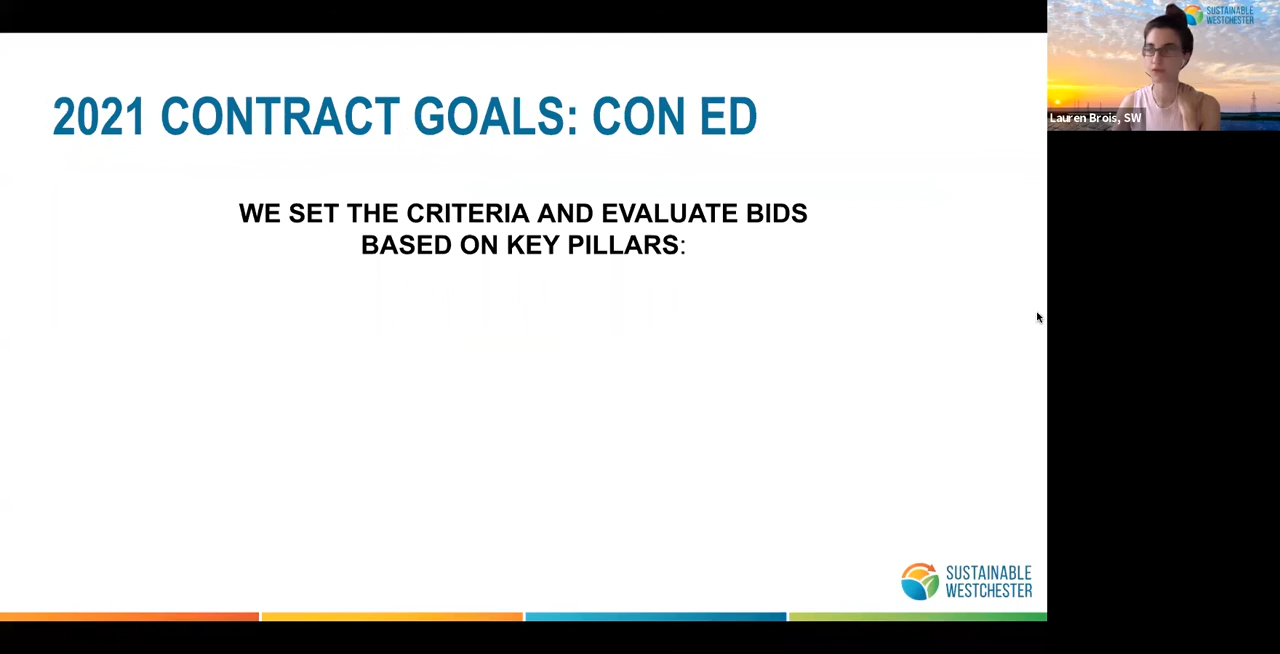 2021 CONTRACT GOALS: CON ED
WE SET THE CRITERIA AND EVALUATE BIDS
BASED ON KEY PILLARS:
SUSTAINABLE
WESTCHESTER
SUSTAINABLE
WESTCHESTER
Lauren Brois, SW